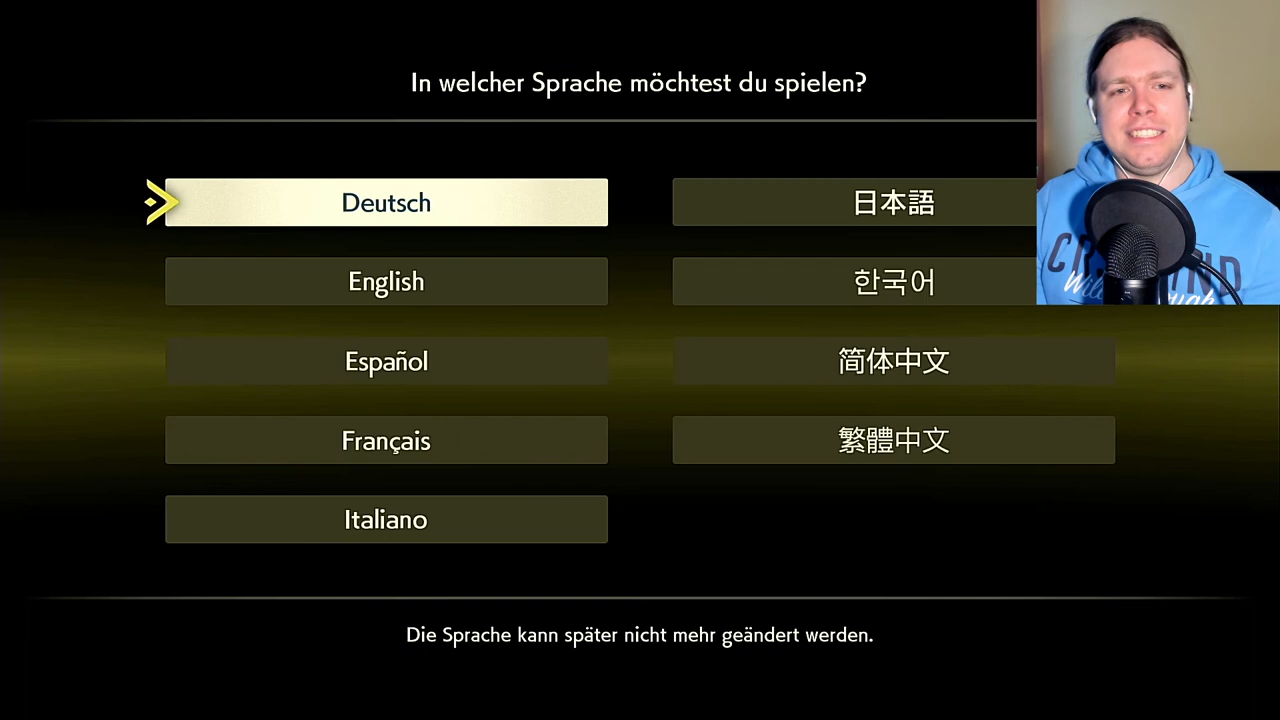 In welcher Sprache möchtest du spielen?
Deutsch
English
Español
Français
Italiano
日本語
한국어
简体中文
繁體中文
Die Sprache kann später nicht mehr geändert werden.